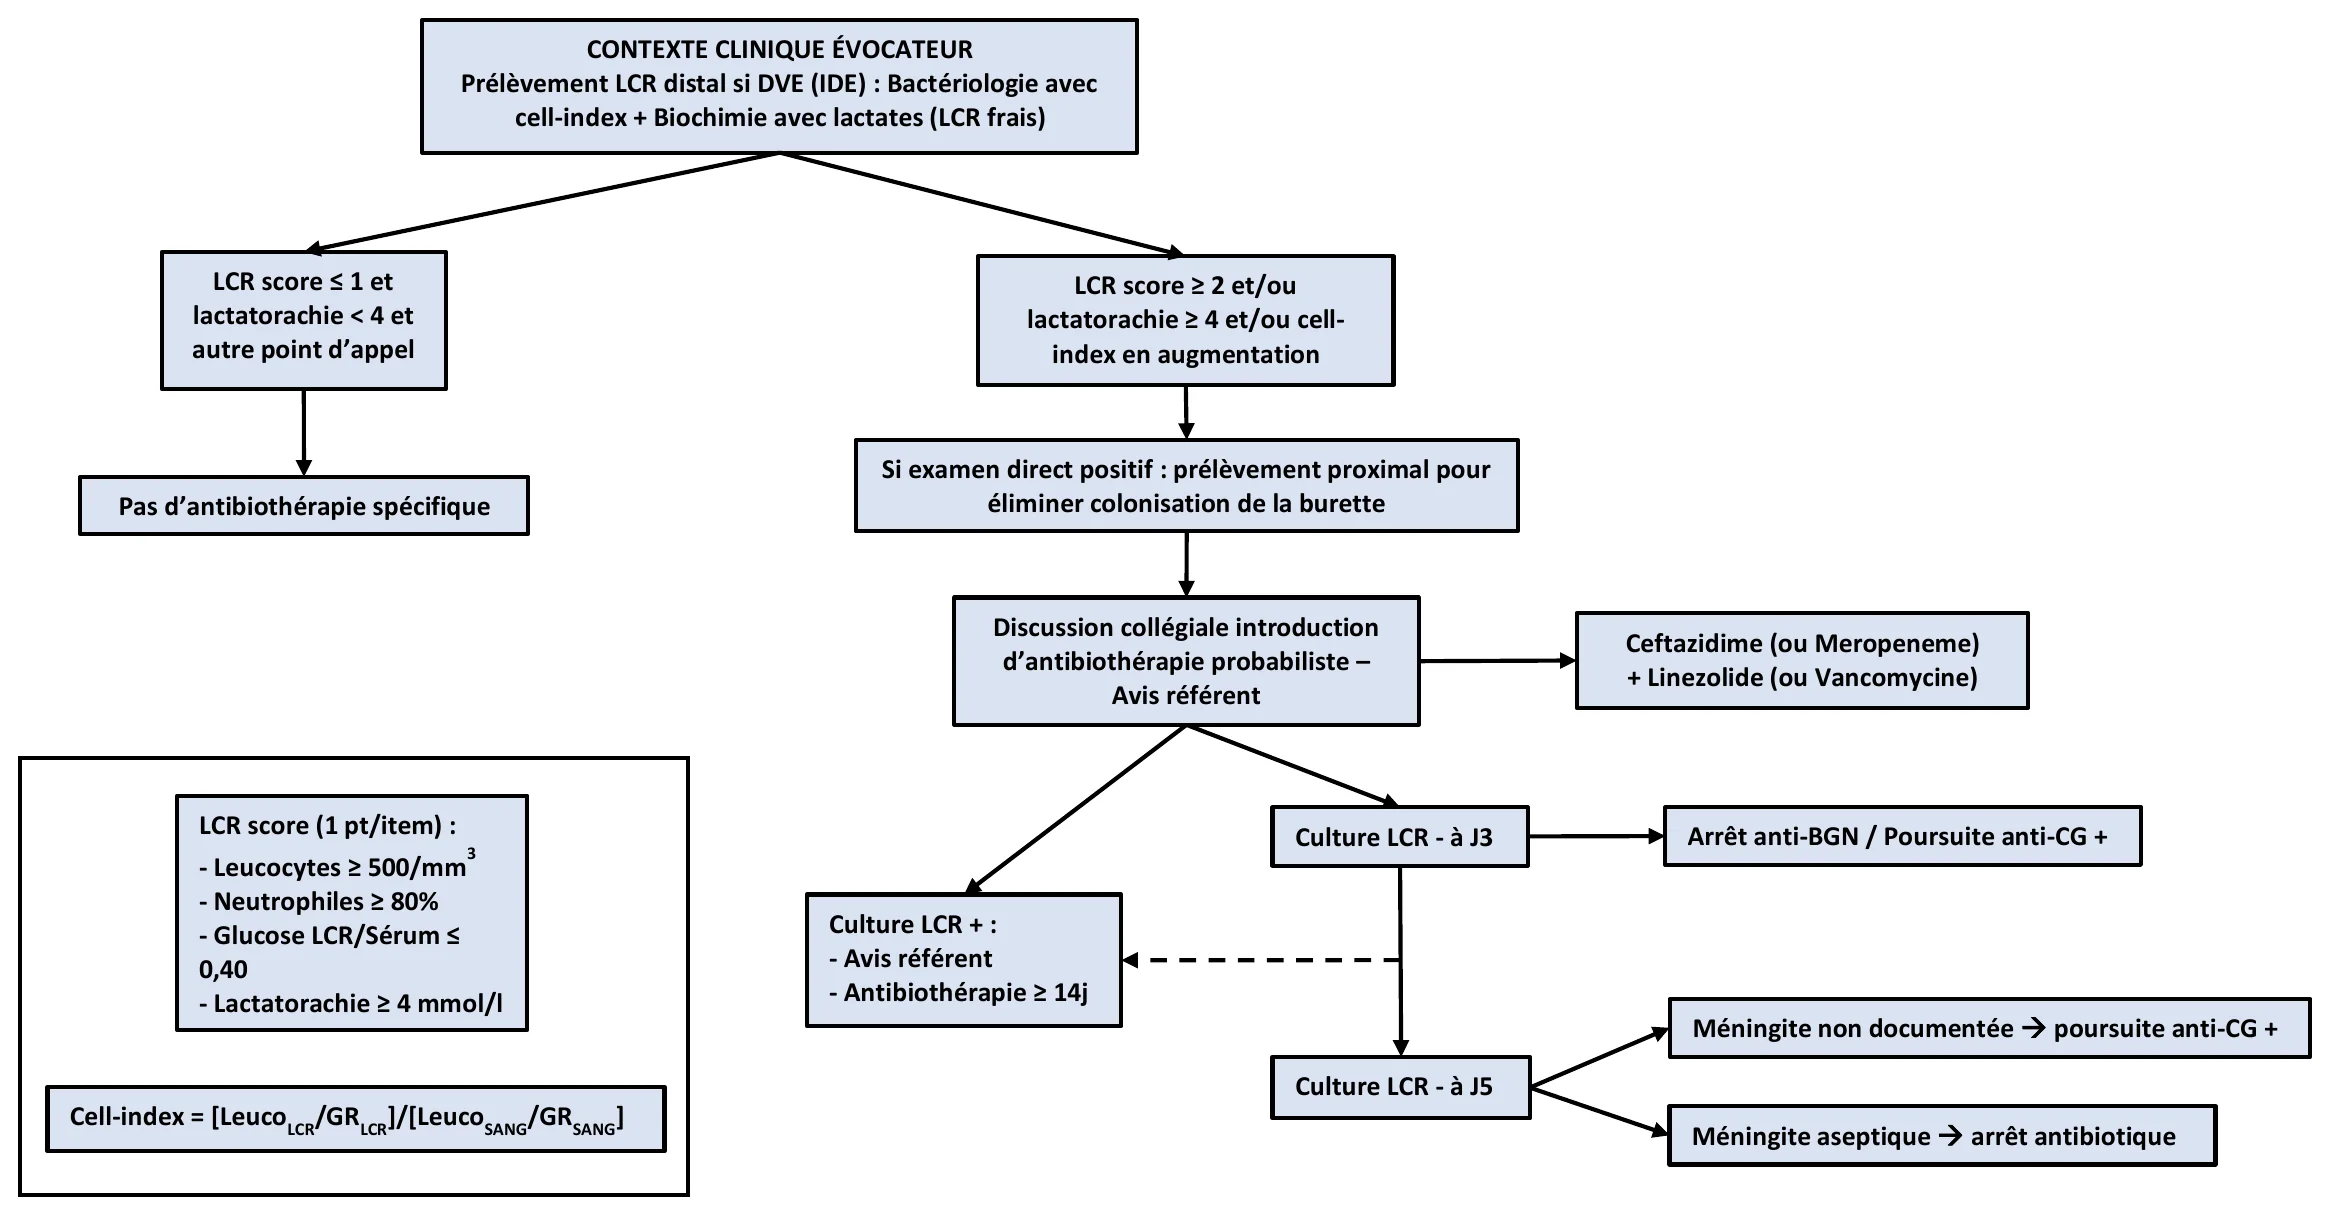 CONTEXTE CLINIQUE ÉVOCATEUR
Prélèvement LCR distal si DVE (IDE) : Bactériologie avec
cell-index + Biochimie avec lactates (LCR frais)
LCR score ≤ 1 et
lactatorachie < 4 et
autre point d’appel
Pas d’antibiothérapie spécifique
LCR score ≥ 2 et/ou
lactatorachie ≥ 4 et/ou cell-
index en augmentation
Si examen direct positif : prélèvement proximal pour
éliminer colonisation de la burette
Discussion collégiale introduction
d’antibiothérapie probabiliste –
Avis référent
Ceftazidime (ou Meropeneme)
+ Linezolide (ou Vancomycine)
Culture LCR - à J3
Arrêt anti-BGN / Poursuite anti-CG +
Culture LCR + :
- Avis référent
- Antibiothérapie ≥ 14j
Culture LCR - à J5
Méningite non documentée → poursuite anti-CG +
Méningite aseptique → arrêt antibiotique
LCR score (1 pt/item) :
- Leucocytes ≥ 500/mm³
- Neutrophiles ≥ 80%
- Glucose LCR/Sérum ≤
0,40
- Lactatorachie ≥ 4 mmol/l
Cell-index = [Leuco_LCR/GR_LCR]/[Leuco_SANG/GR_SANG]